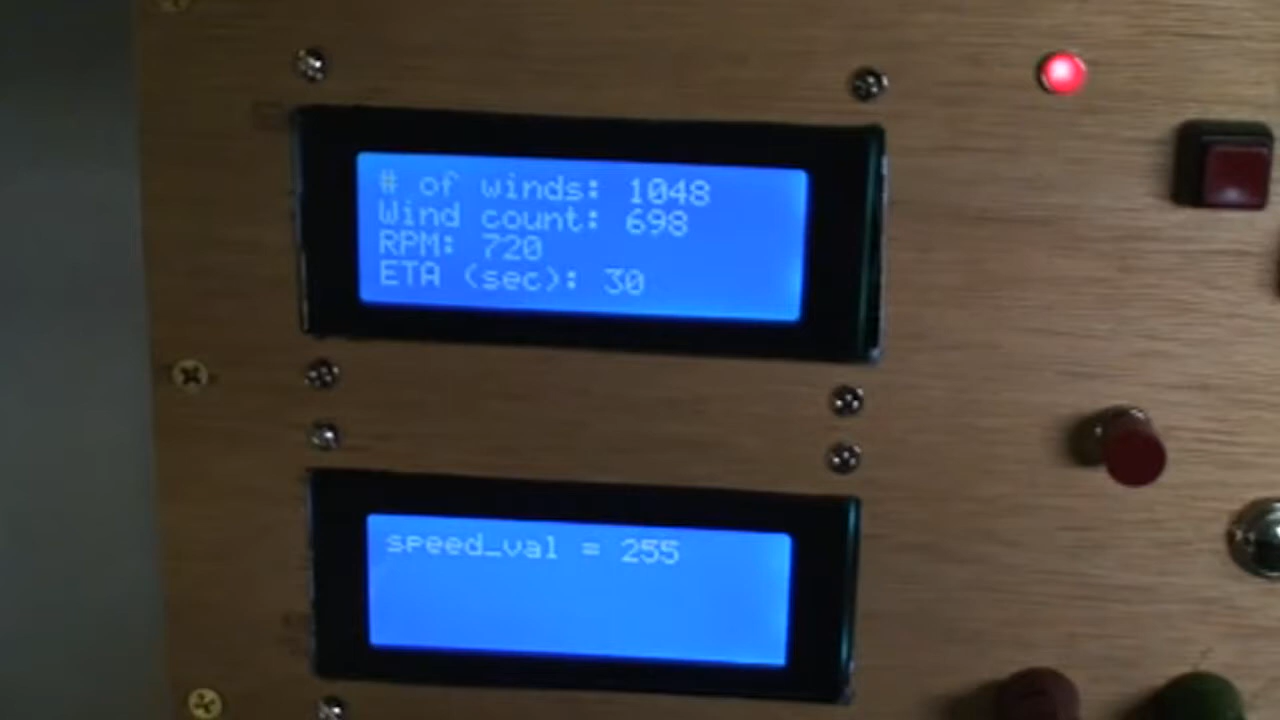 # of winds: 1048
Wind count: 698
RPM: 720
ETA (sec): 30
speed_val = 255